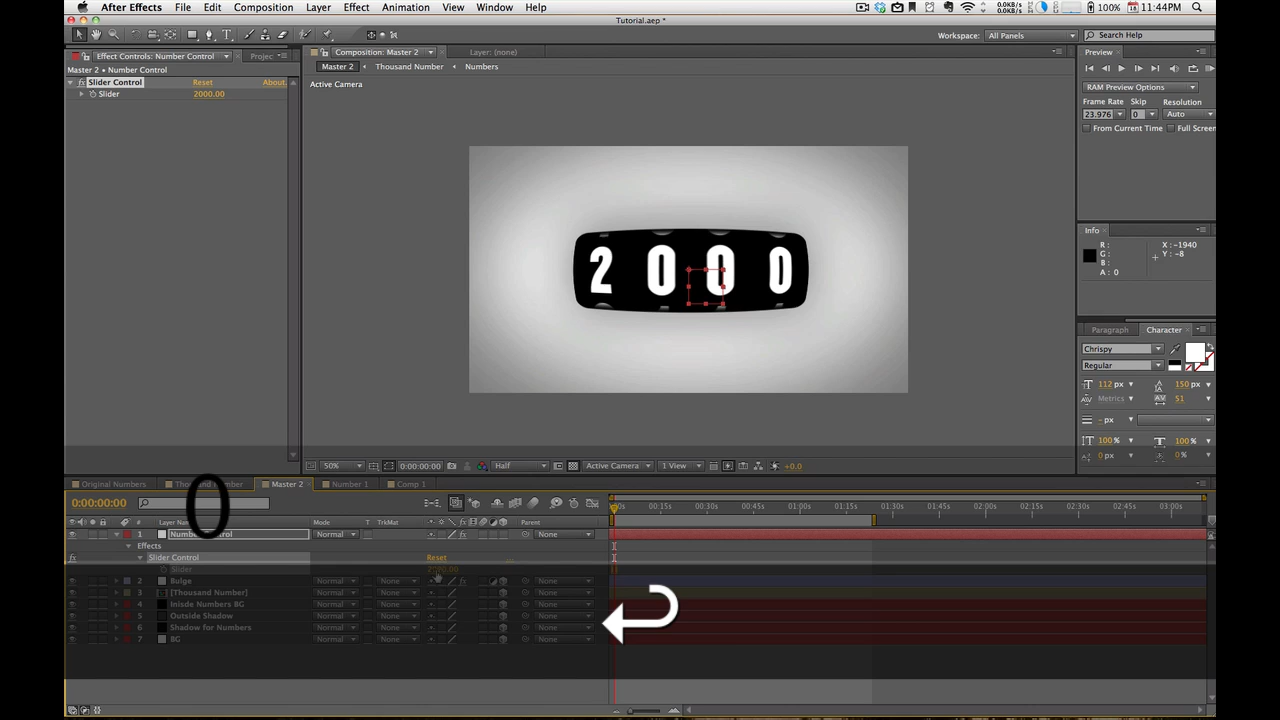 After Effects File Edit Composition Layer Effect Animation View Window Help 0.0KB/s 0.0KB/s 100% 11:44PM
Tutorial.aep *
Workspace: All Panels Search Help
Effect Controls: Number Control Projec
Master 2 • Number Control
fx Slider Control Reset About
Slider 2000.00
Composition: Master 2 Layer: (none)
Master 2 Thousand Number Numbers
Active Camera
2 0 0 0
50% 0:00:00:00 Half Active Camera 1 View +0.0
Preview
RAM Preview Options
Frame Rate Skip Resolution
23.976 0 Auto
From Current Time Full Screen
Info
R : X : -1940
G : Y : -8
B :
A : 0
Paragraph Character
Chrispy
Regular
112 px 150 px
Metrics 51
- px
100% 100%
0 px 0 %
Original Numbers Thousand Number Master 2 Number 1 Comp 1
0:00:00:00 0
:00s 00:15s 00:30s 00:45s 01:00s 01:15s 01:30s 01:45s 02:00s 02:15s 02:30s 02:45s 03:00s
# Layer Name Mode T TrkMat Parent
1 Number Control Normal None
Effects
Slider Control Reset
Slider 2000.00
2 Bulge Normal None None
3 [Thousand Number] Normal None None
4 Inisde Numbers BG Normal None None
5 Outside Shadow Normal None None
6 Shadow for Numbers Normal None None
7 BG Normal None None